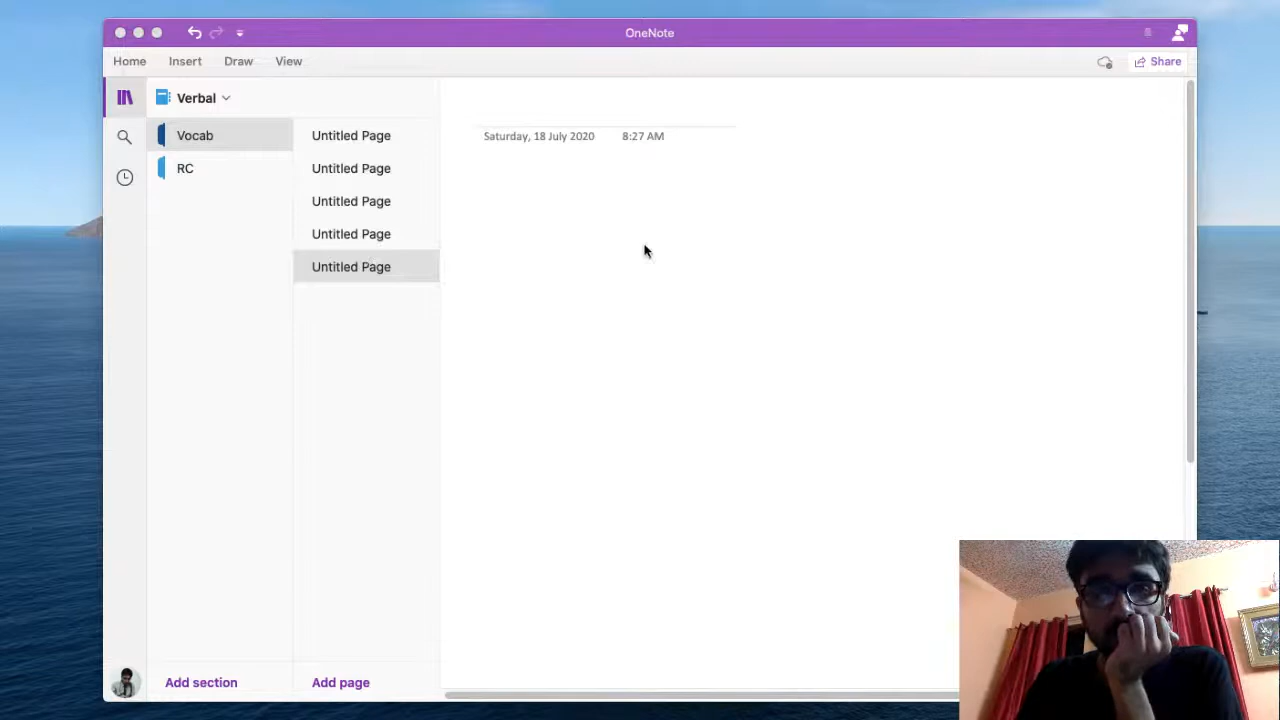 OneNote
Home Insert Draw View Share
Verbal
Vocab
RC
Untitled Page
Untitled Page
Untitled Page
Untitled Page
Untitled Page
Saturday, 18 July 2020 8:27 AM
Add section
Add page